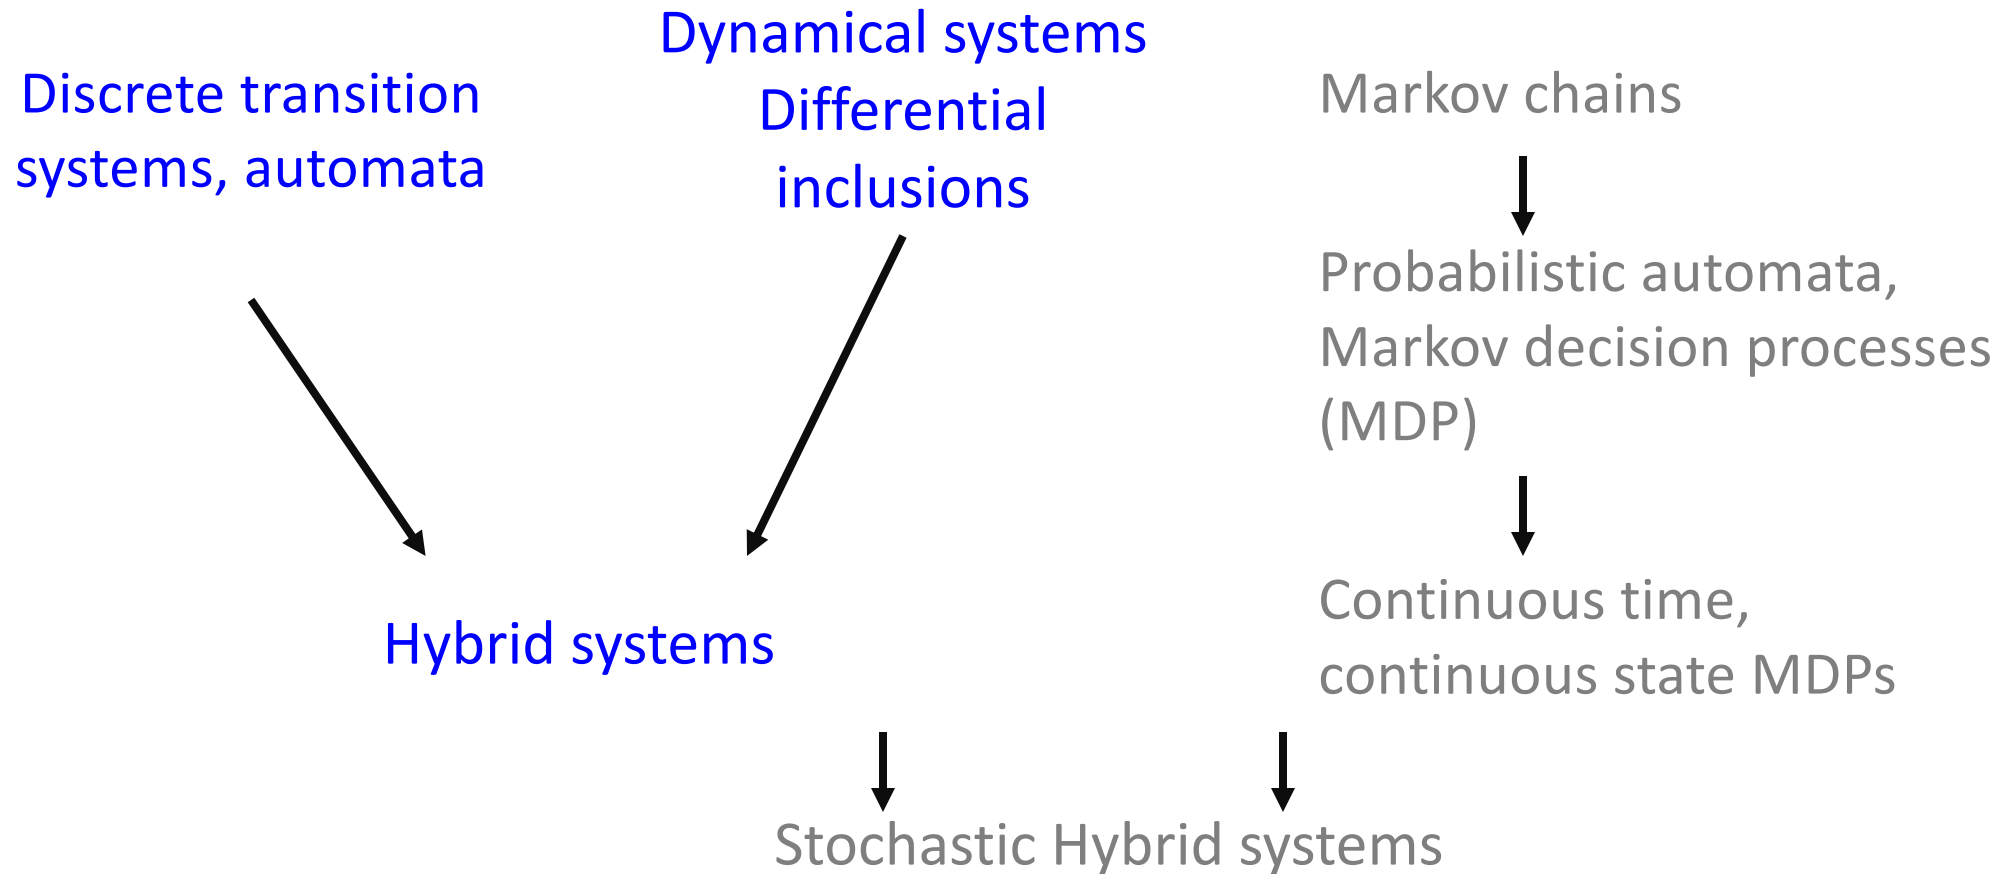 Discrete transition
systems, automata
Dynamical systems
Differential
inclusions
Markov chains
Probabilistic automata,
Markov decision processes
(MDP)
Continuous time,
continuous state MDPs
Hybrid systems
Stochastic Hybrid systems